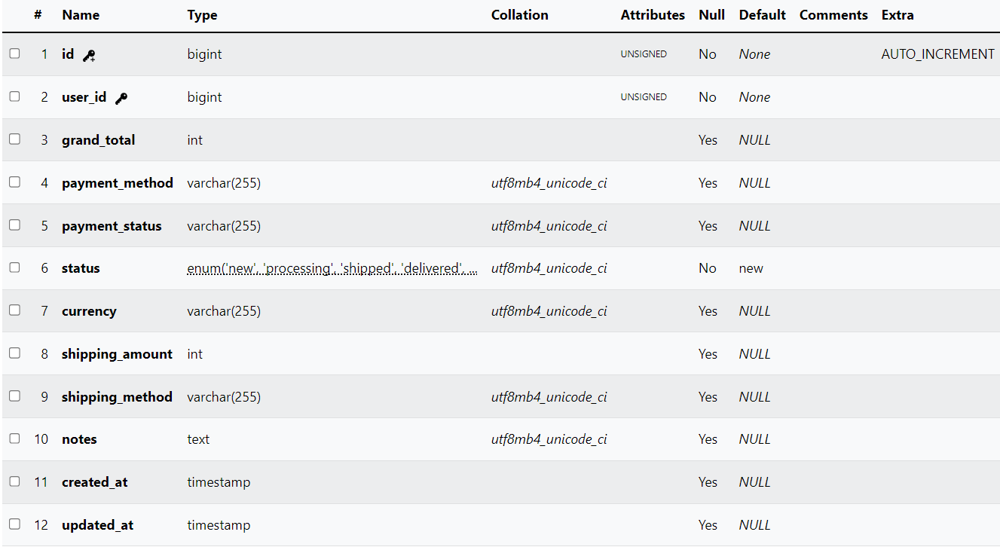 # Name Type Collation Attributes Null Default Comments Extra
1 id bigint UNSIGNED No None AUTO_INCREMENT
2 user_id bigint UNSIGNED No None
3 grand_total int Yes NULL
4 payment_method varchar(255) utf8mb4_unicode_ci Yes NULL
5 payment_status varchar(255) utf8mb4_unicode_ci Yes NULL
6 status enum('new', 'processing', 'shipped', 'delivered', ... utf8mb4_unicode_ci No new
7 currency varchar(255) utf8mb4_unicode_ci Yes NULL
8 shipping_amount int Yes NULL
9 shipping_method varchar(255) utf8mb4_unicode_ci Yes NULL
10 notes text utf8mb4_unicode_ci Yes NULL
11 created_at timestamp Yes NULL
12 updated_at timestamp Yes NULL